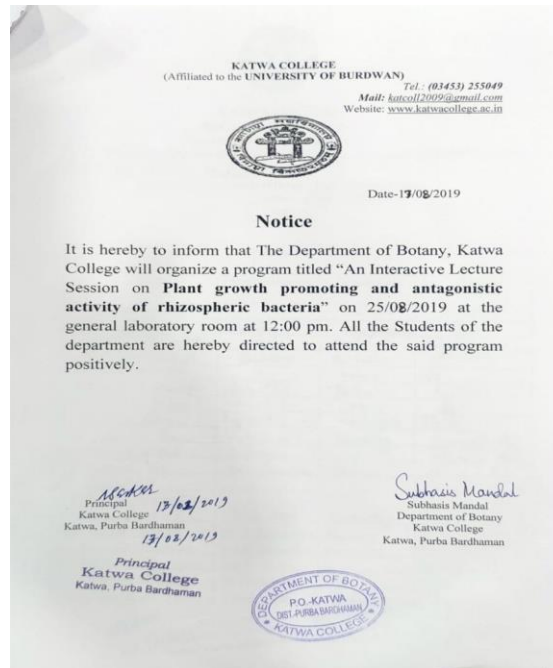 KATWA COLLEGE
(Affiliated to the UNIVERSITY OF BURDWAN)
Tel.: (03453) 255049
Mail: katcoll2009@gmail.com
Website: www.katwacollege.ac.in
Date-13/08/2019
Notice
It is hereby to inform that The Department of Botany, Katwa
College will organize a program titled “An Interactive Lecture
Session on Plant growth promoting and antagonistic
activity of rhizospheric bacteria” on 25/08/2019 at the
general laboratory room at 12:00 pm. All the Students of the
department are hereby directed to attend the said program
positively.
Principal
Katwa College
Katwa, Purba Bardhaman
Principal
Katwa College
Katwa, Purba Bardhaman
Subhasis Mandal
Subhasis Mandal
Department of Botany
Katwa College
Katwa, Purba Bardhaman
DEPARTMENT OF BOTANY
P.O.-KATWA
DIST.-PURBA BARDHAMAN
KATWA COLLEGE